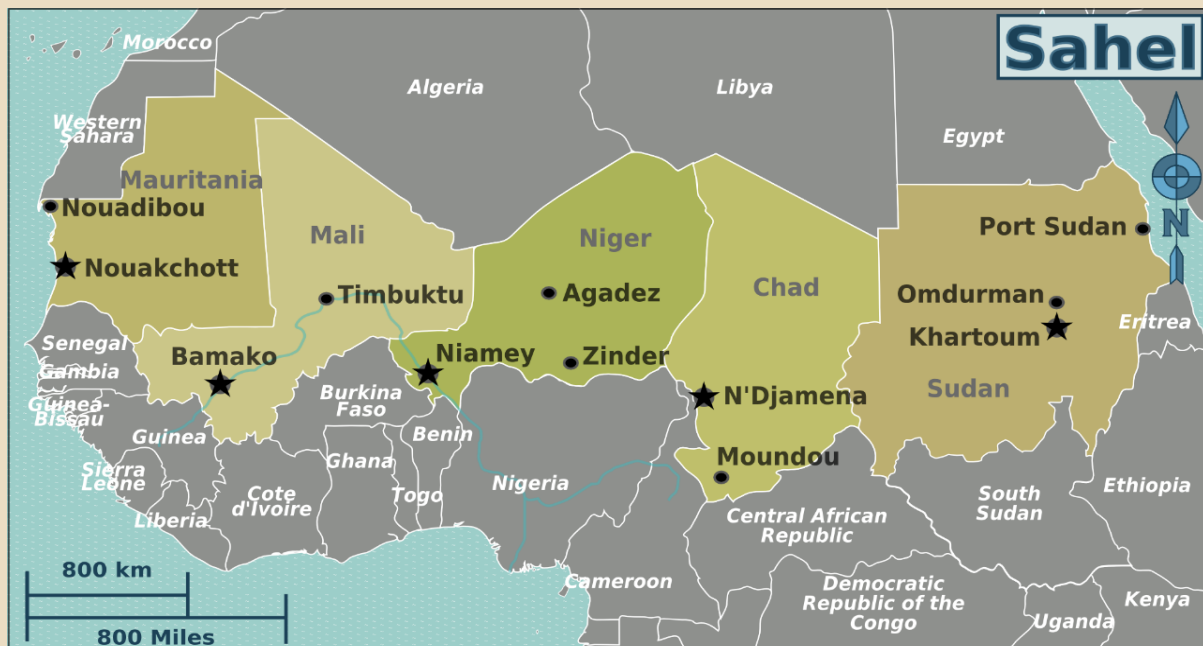 Sahel
Morocco
Algeria
Libya
Egypt
Western
Sahara
Mauritania
Nouadibou
Nouakchott
Mali
Timbuktu
Niger
Agadez
Chad
Port Sudan
N
Omdurman
Khartoum
Eritrea
Sudan
Senegal
Gambia
Guinea-
Bissau
Bamako
Niamey
Zinder
N'Djamena
Burkina
Faso
Guinea
Benin
Moundou
Sierra
Leone
Liberia
Cote
d'Ivoire
Ghana
Togo
Nigeria
Central African
Republic
South
Sudan
Ethiopia
Cameroon
Democratic
Republic of the
Congo
Uganda
Kenya
800 km
800 Miles